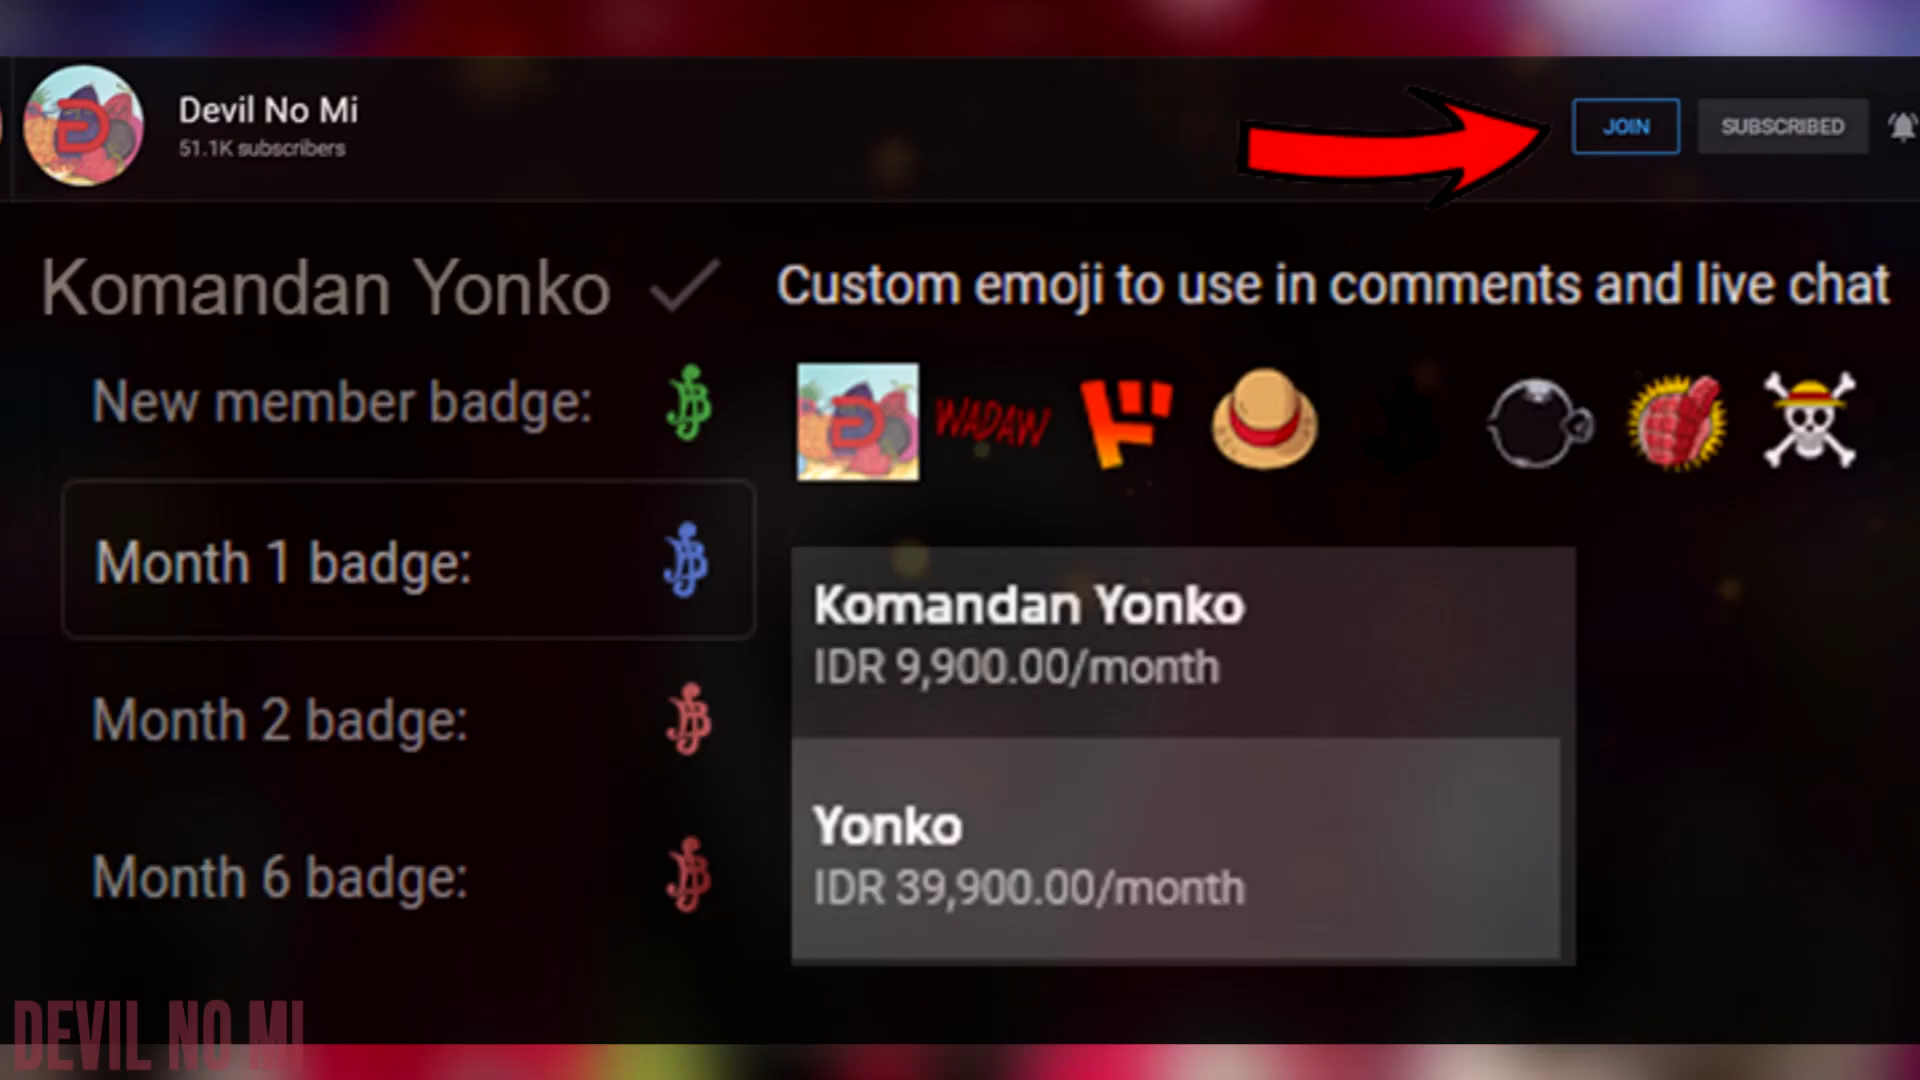 Devil No Mi
51.1K subscribers
JOIN
SUBSCRIBED
Komandan Yonko
New member badge:
Month 1 badge:
Month 2 badge:
Month 6 badge:
Custom emoji to use in comments and live chat
WADAW
ド
Komandan Yonko
IDR 9,900.00/month
Yonko
IDR 39,900.00/month
DEVIL NO MI